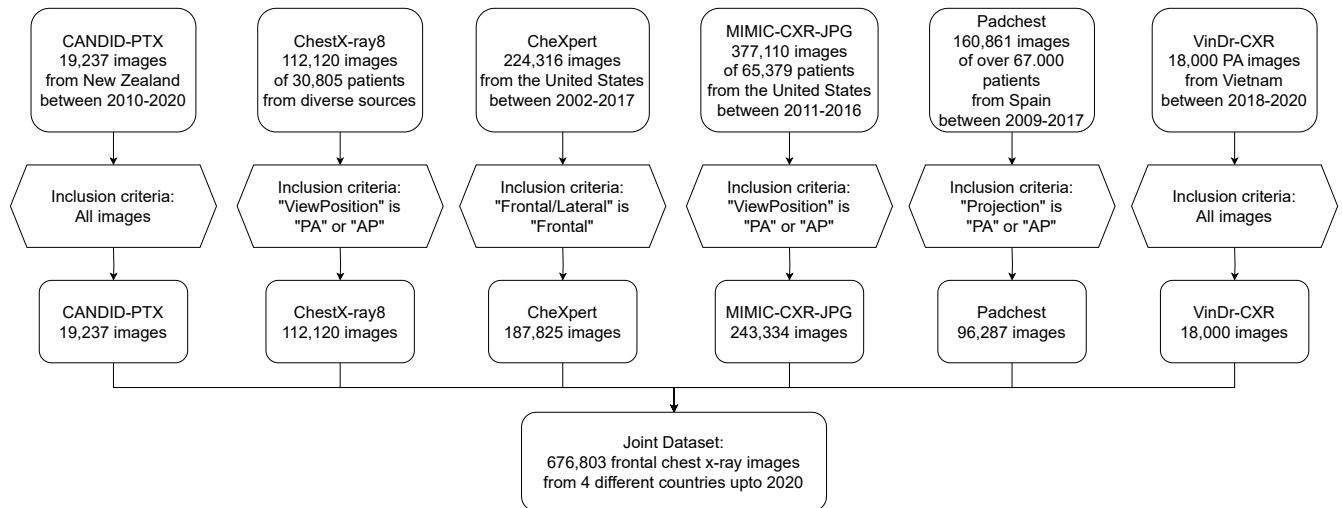 CANDID-PTX
19,237 images
from New Zealand
between 2010-2020
ChestX-ray8
112,120 images
of 30,805 patients
from diverse sources
CheXpert
224,316 images
from the United States
between 2002-2017
MIMIC-CXR-JPG
377,110 images
of 65,379 patients
from the United States
between 2011-2016
Padchest
160,861 images
of over 67.000
patients
from Spain
between 2009-2017
VinDr-CXR
18,000 PA images
from Vietnam
between 2018-2020
Inclusion criteria:
All images
Inclusion criteria:
"ViewPosition" is
"PA" or "AP"
Inclusion criteria:
"Frontal/Lateral" is
"Frontal"
Inclusion criteria:
"ViewPosition" is
"PA" or "AP"
Inclusion criteria:
"Projection" is
"PA" or "AP"
Inclusion criteria:
All images
CANDID-PTX
19,237 images
ChestX-ray8
112,120 images
CheXpert
187,825 images
MIMIC-CXR-JPG
243,334 images
Padchest
96,287 images
VinDr-CXR
18,000 images
Joint Dataset:
676,803 frontal chest x-ray images
from 4 different countries upto 2020